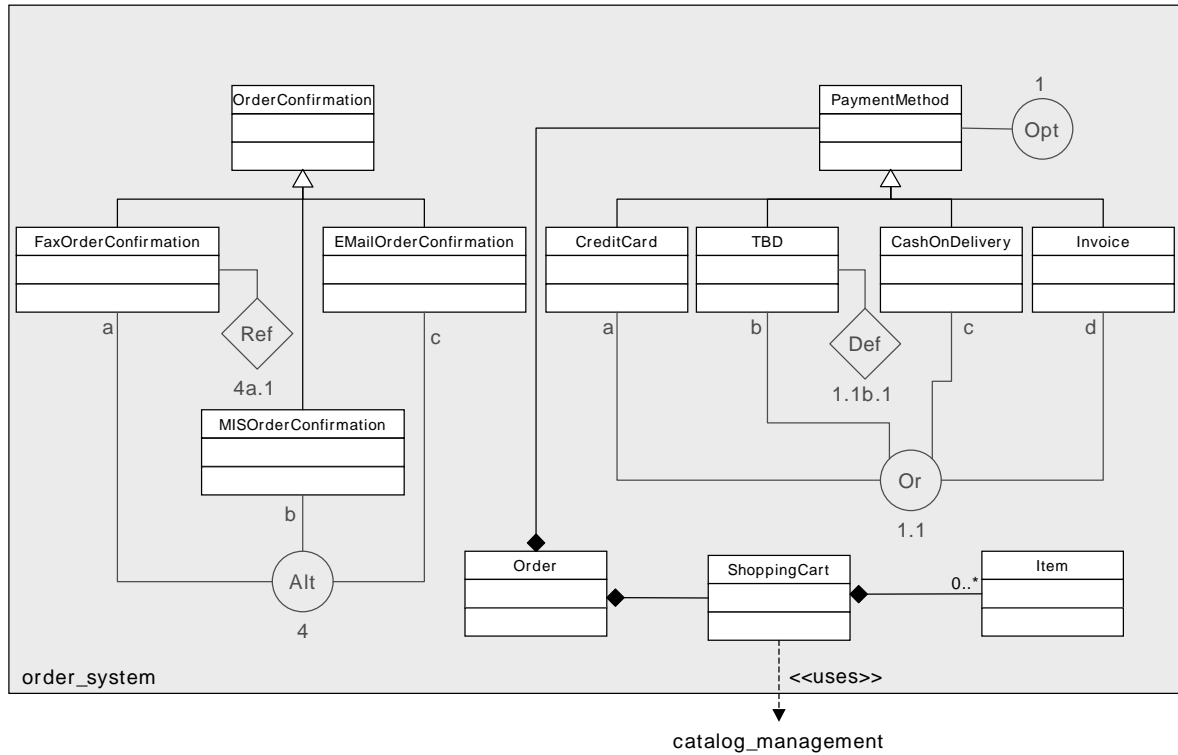 1
OrderConfirmation
PaymentMethod
Opt
FaxOrderConfirmation
EMailOrderConfirmation
CreditCard
TBD
CashOnDelivery
Invoice
a
Ref
c
a
b
Def
c
d
4a.1
1.1b.1
MISOrderConfirmation
Or
b
1.1
Order
ShoppingCart
Item
Alt
0..*
4
order_system
<<uses>>
catalog_management